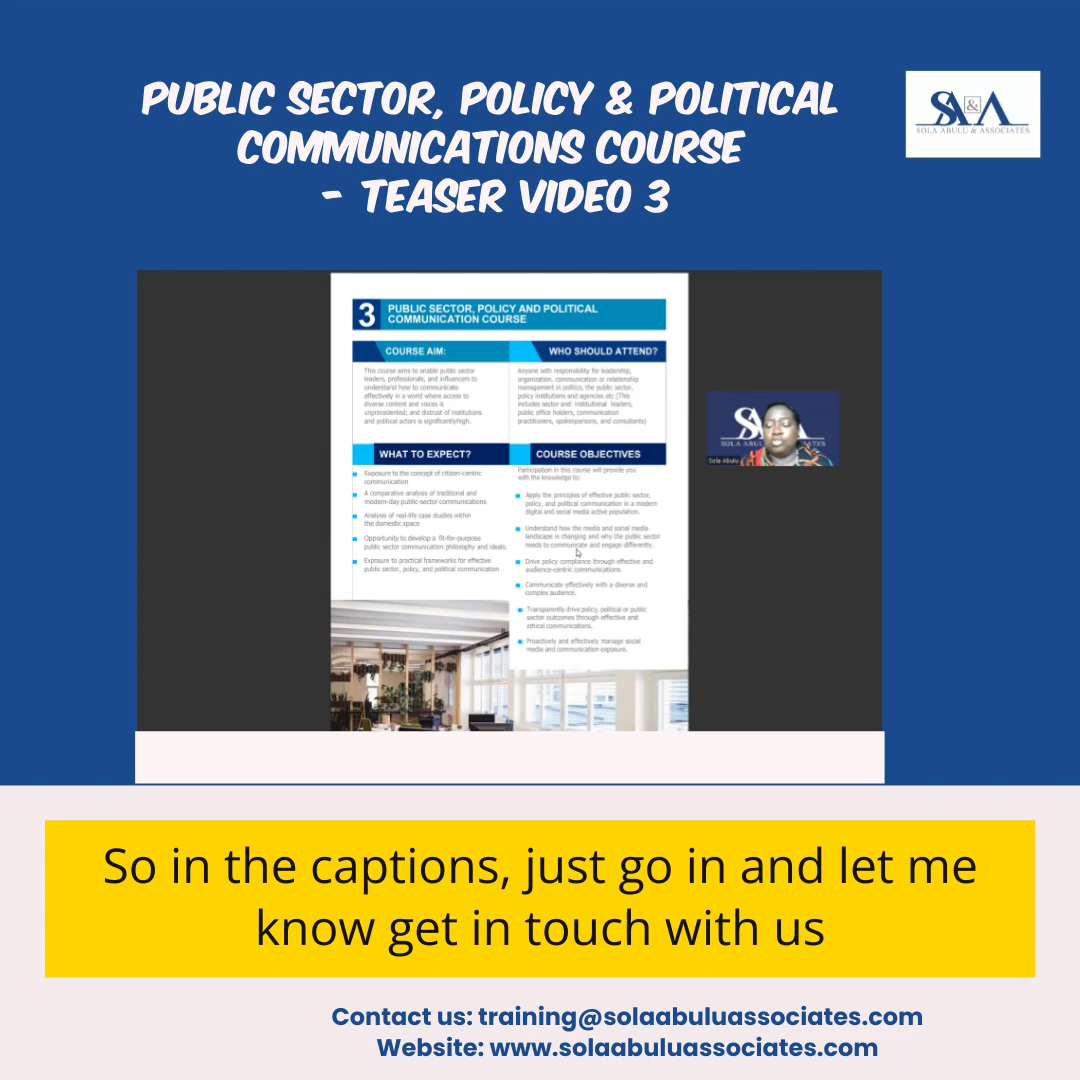 PUBLIC SECTOR, POLICY & POLITICAL
COMMUNICATIONS COURSE
- TEASER VIDEO 3
SA&A
SOLA ABULU & ASSOCIATES
3
PUBLIC SECTOR, POLICY AND POLITICAL
COMMUNICATION COURSE
COURSE AIM:
This course aims to enable public sector
leaders, professionals, and influencers to
understand how to communicate
effectively in a world where access to
diverse content and voices is
unprecedented; and distrust of institutions
and political actors is significantlyhigh.
WHO SHOULD ATTEND?
Anyone with responsibility for leadership,
organization, communication or relationship
management in politics, the public sector,
policy institutions and agencies etc (This
includes sector and institutional leaders,
public office holders, communication
practitioners, spokespersons, and consultants)
WHAT TO EXPECT?
Exposure to the concept of citizen-centric
communication
A comparative analysis of traditional and
modern-day public-sector communications
Analysis of real-life case studies within
the domestic space
Opportunity to develop a fit-for-purpose
public sector communication philosophy and ideals.
Exposure to practical frameworks for effective
public sector, policy, and political communication
COURSE OBJECTIVES
Participation in this course will provide you
with the knowledge to:
Apply the principles of effective public sector,
policy, and political communication in a modern
digital and social media active population.
Understand how the media and social media
landscape is changing and why the public sector
needs to communicate and engage differently.
Drive policy compliance through effective and
audience-centric communications.
Communicate effectively with a diverse and
complex audience.
Transparently drive policy, political or public
sector outcomes through effective and
ethical communications.
Proactively and effectively manage social
media and communication exposure.
Sola Abulu
So in the captions, just go in and let me
know get in touch with us
Contact us: training@solaabuluassociates.com
Website: www.solaabuluassociates.com